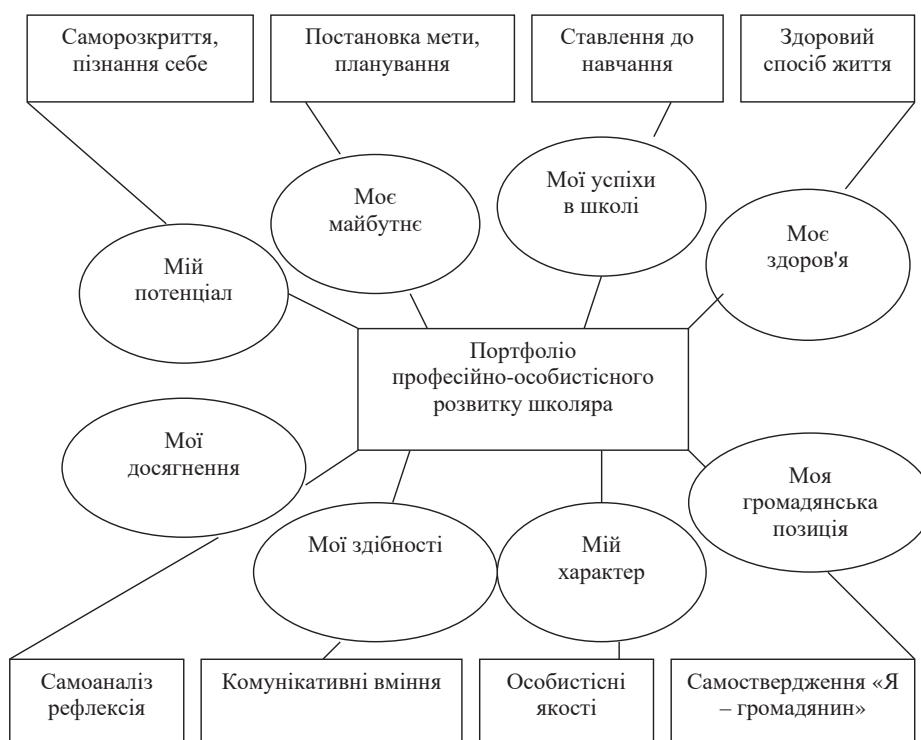 Саморозкриття,
пізнання себе
Постановка мети,
планування
Ставлення до
навчання
Здоровий
спосіб життя
Моє
майбутнє
Мої успіхи
в школі
Мій
потенціал
Моє
здоров'я
Портфоліо
професійно-особистісного
розвитку школяра
Мої
досягнення
Моя
громадянська
позиція
Мої здібності
Мій
характер
Самоаналіз
рефлексія
Комунікативні вміння
Особистісні
якості
Самоствердження «Я
– громадянин»